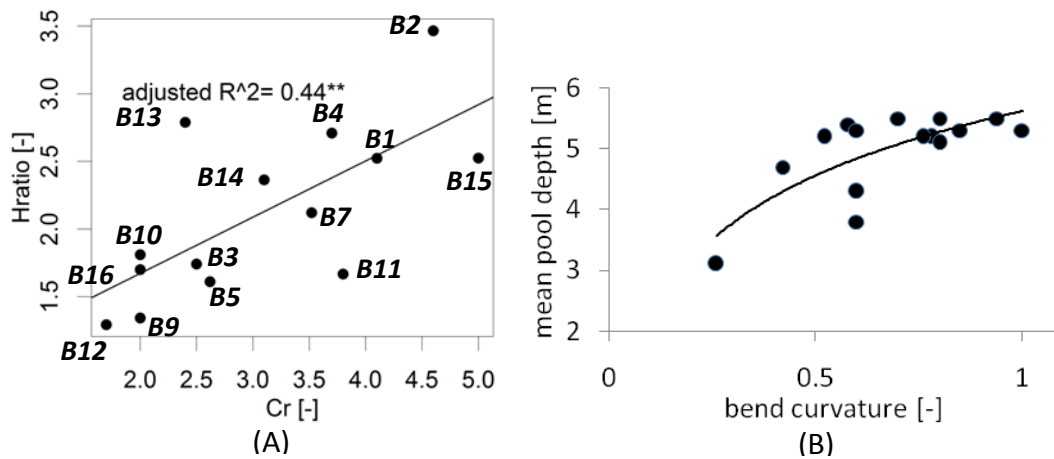 3.5
3.0
2.5
2.0
1.5
Hratio [-]
adjusted R^2= 0.44**
B2
B13
B4
B1
B14
B15
B7
B10
B3
B11
B16
B5
B9
B12
2.0 2.5 3.0 3.5 4.0 4.5 5.0
Cr [-]
(A)
6
5
4
3
2
mean pool depth [m]
0 0.5 1
bend curvature [-]
(B)